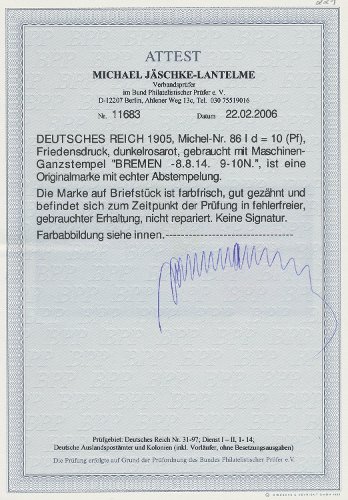 ATTEST
MICHAEL JÄSCHKE-LANTELME
Verbandsprüfer
im Bund Philatelistischer Prüfer e. V.
D-12207 Berlin, Ahlener Weg 13c, Tel. 030 75519016
Nr. 11683 Datum 22.02.2006
DEUTSCHES REICH 1905, Michel-Nr. 86 I d = 10 (Pf),
Friedensdruck, dunkelrosarot, gebraucht mit Maschinen-
Ganzstempel "BREMEN -8.8.14. 9-10N.", ist eine
Originalmarke mit echter Abstempelung.
Die Marke auf Briefstück ist farbfrisch, gut gezähnt und
befindet sich zum Zeitpunkt der Prüfung in fehlerfreier,
gebrauchter Erhaltung, nicht repariert. Keine Signatur.
Farbabbildung siehe innen.
Prüfgebiet: Deutsches Reich Nr. 31-97; Dienst I – II, 1- 14;
Deutsche Auslandspostämter und Kolonien (inkl. Vorläufer, ohne Besetzungsausgaben)
Die Prüfung erfolgte auf Grund der Prüfordnung des Bundes Philatelistischer Prüfer e.V.